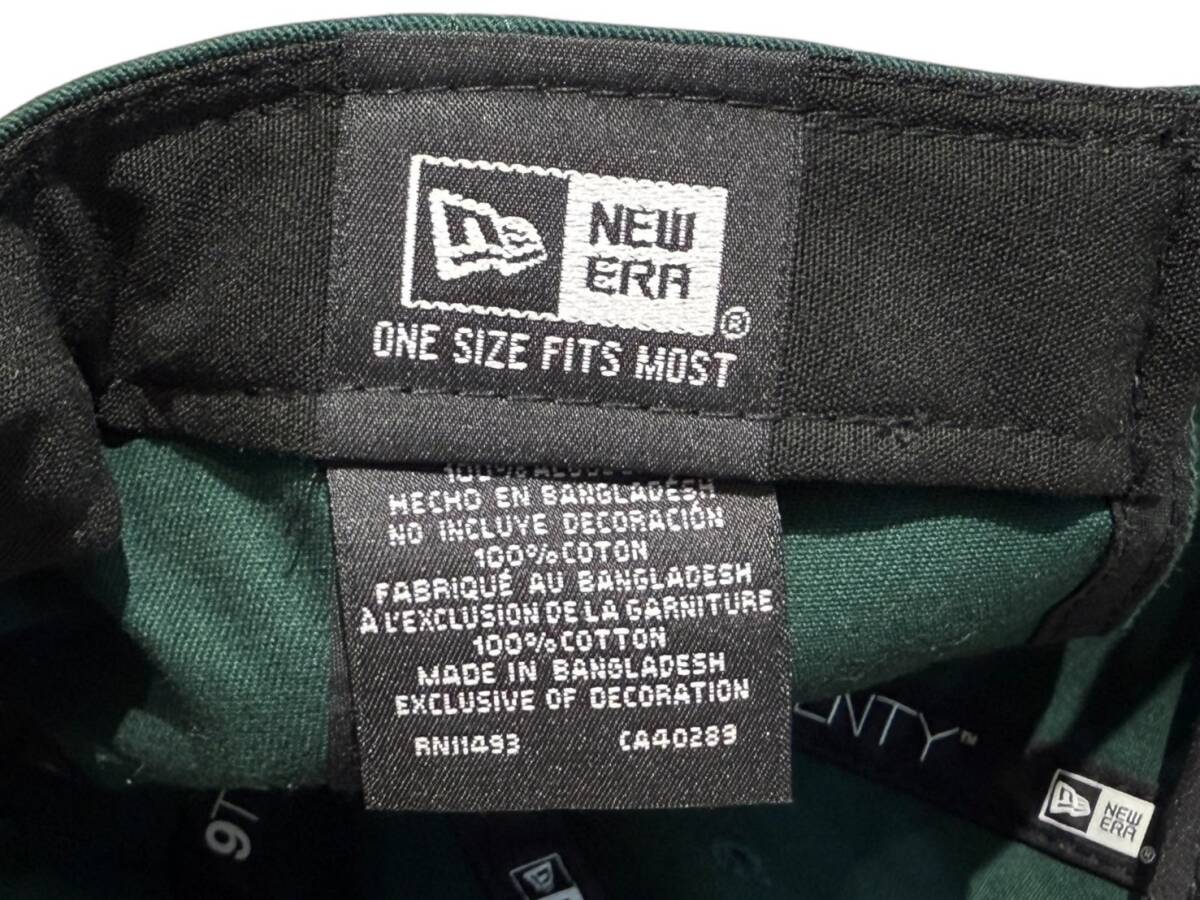 NEW
ERA
®
ONE SIZE FITS MOST
HECHO EN BANGLADÉSH
NO INCLUYE DECORACIÓN
100% COTON
FABRIQUÉ AU BANGLADESH
À L'EXCLUSION DE LA GARNITURE
100% COTTON
MADE IN BANGLADESH
EXCLUSIVE OF DECORATION
RN11493 CA40289
NEW
ERA
®